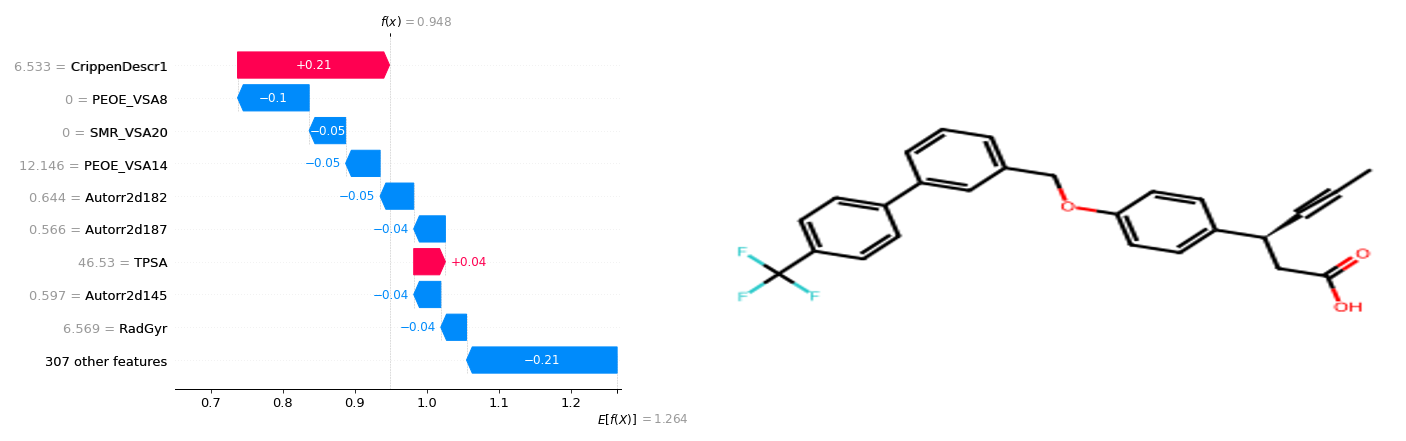 f(x) = 0.948
6.533 = CrippenDescr1
+0.21
0 = PEOE_VSA8
−0.1
0 = SMR_VSA20
−0.05
12.146 = PEOE_VSA14
−0.05
0.644 = Autorr2d182
−0.05
0.566 = Autorr2d187
−0.04
46.53 = TPSA
+0.04
0.597 = Autorr2d145
−0.04
6.569 = RadGyr
−0.04
307 other features
−0.21
0.7 0.8 0.9 1.0 1.1 1.2
E[f(X)] = 1.264
O
F
F
F
O
OH